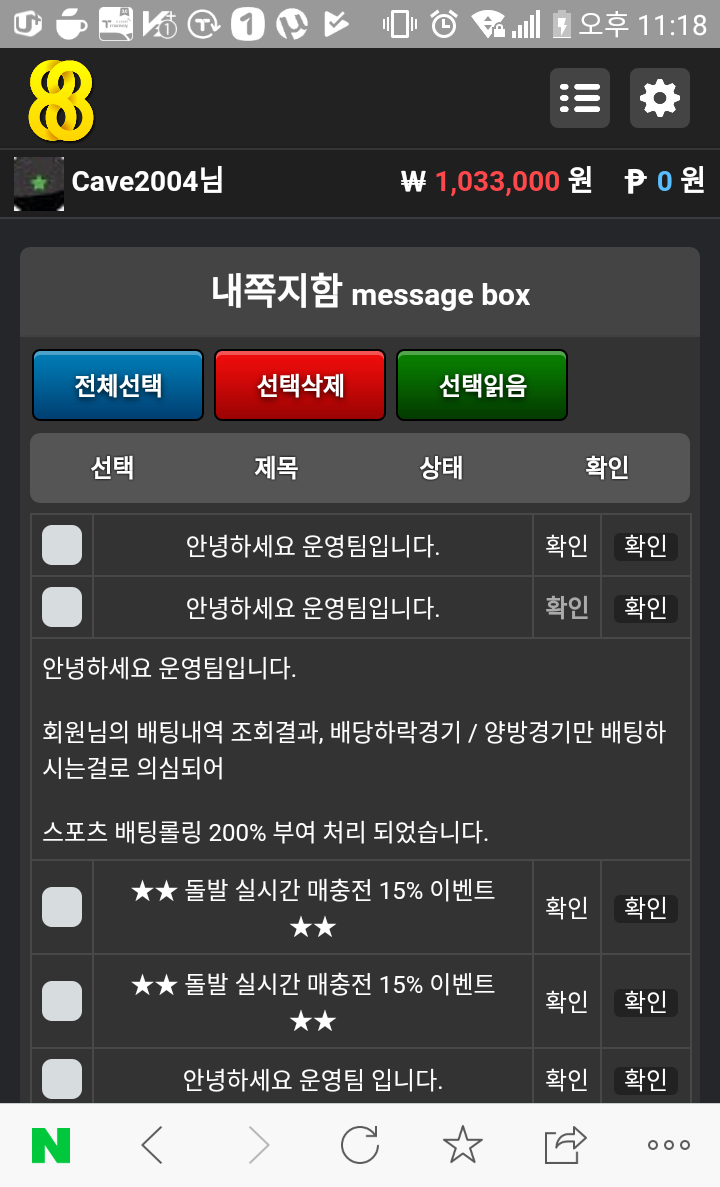 오후 11:18
88
Cave2004님 ₩ 1,033,000 원 ₱ 0 원
내쪽지함 message box
전체선택 선택삭제 선택읽음
선택 제목 상태 확인
안녕하세요 운영팀입니다. 확인 확인
안녕하세요 운영팀입니다. 확인 확인
안녕하세요 운영팀입니다.
회원님의 배팅내역 조회결과, 배당하락경기 / 양방경기만 배팅하
시는걸로 의심되어
스포츠 배팅롤링 200% 부여 처리 되었습니다.
★★ 돌발 실시간 매충전 15% 이벤트
★★ 확인 확인
★★ 돌발 실시간 매충전 15% 이벤트
★★ 확인 확인
안녕하세요 운영팀 입니다. 확인 확인
N